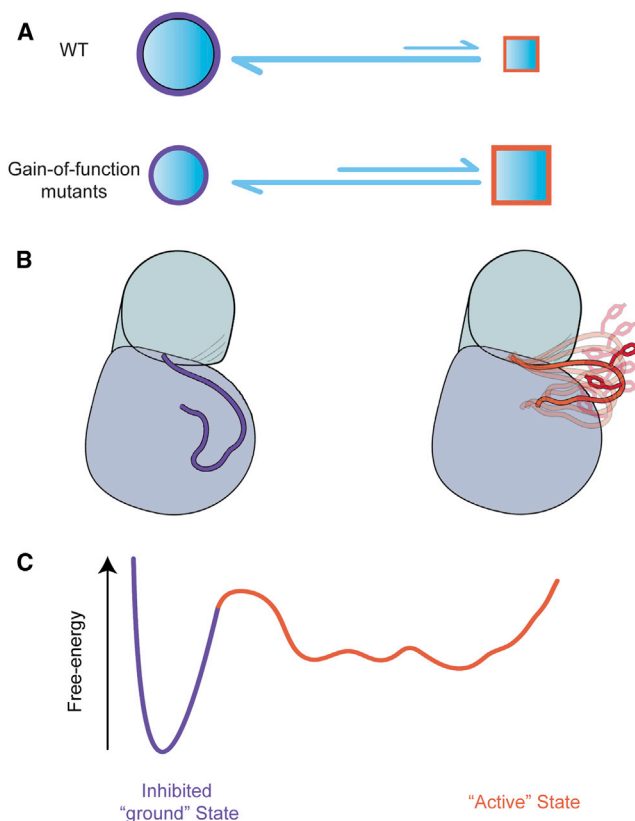 A
WT
Gain-of-function
mutants
B
C
Free-energy
Inhibited
“ground” State
“Active” State